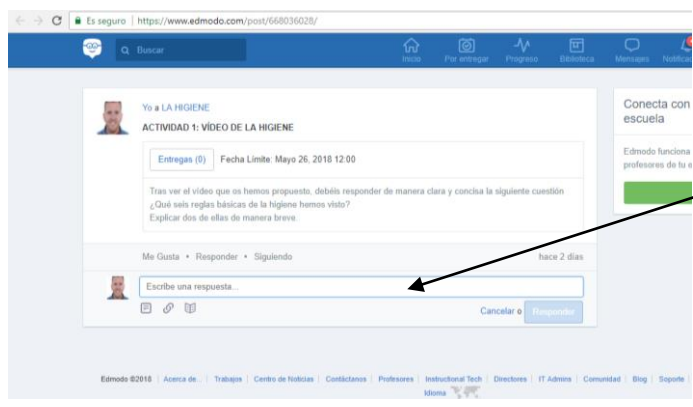 Es seguro | https://www.edmodo.com/post/668036028/
Buscar
Inicio Por entregar Progreso Biblioteca Mensajes
Yo a LA HIGIENE
ACTIVIDAD 1: VÍDEO DE LA HIGIENE
Entregas (0) Fecha Limite: Mayo 26, 2018 12:00
Tras ver el vídeo que os hemos propuesto, debéis responder de manera clara y concisa la siguiente cuestión
¿Qué seis reglas básicas de la higiene hemos visto?
Explicar dos de ellas de manera breve.
Me Gusta • Responder • Siguiendo hace 2 días
Escribe una respuesta...
Cancelar o Responder
Conecta con
escuela
Edmodo funciona
profesores de tu
Edmodo ©2018 | Acerca de... | Trabajos | Centro de Noticias | Contáctanos | Profesores | Instructional Tech | Directores | IT Admins | Comunidad | Blog | Soporte |
Idioma